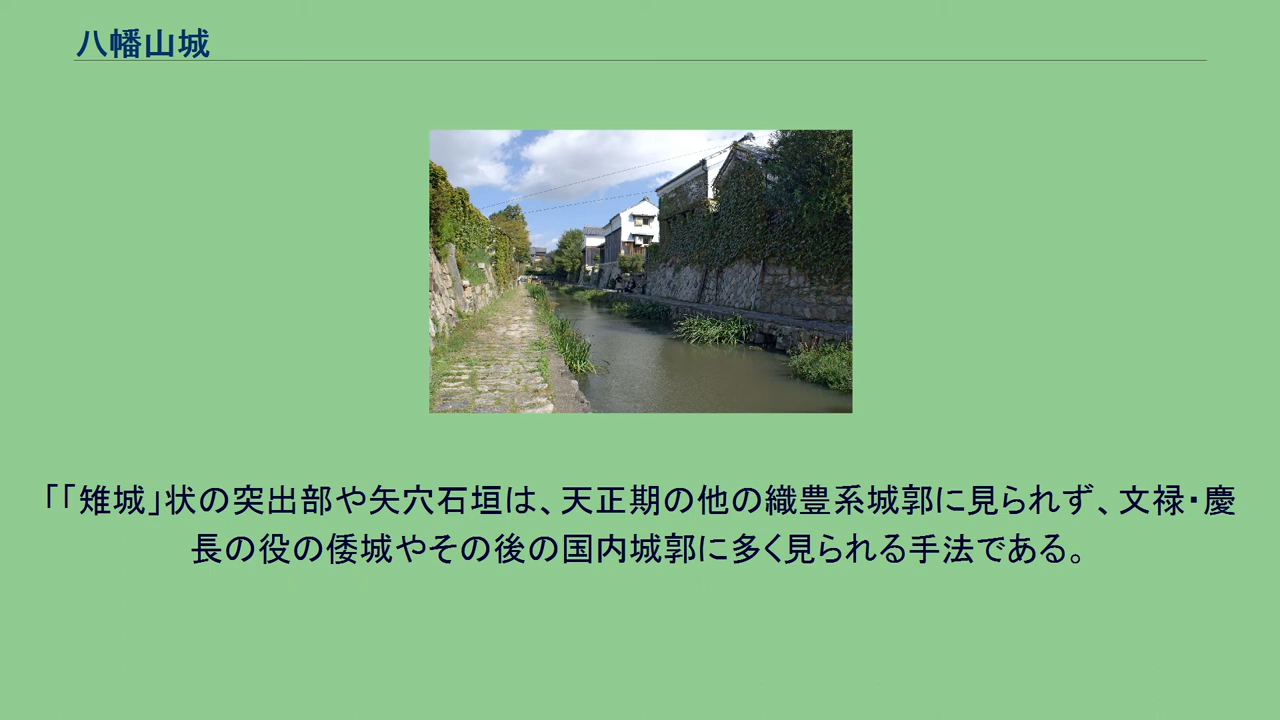 八幡山城
「「雉城」状の突出部や矢穴石垣は、天正期の他の織豊系城郭に見られず、文禄・慶
長の役の倭城やその後の国内城郭に多く見られる手法である。